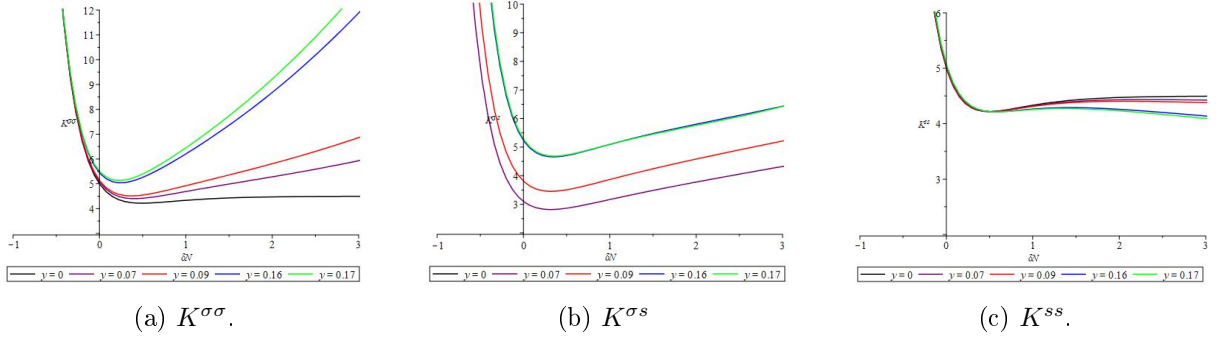 12
11
10
9
8
7
K^{σσ}
6
5
4
-1
0
1
2
3
δN
y = 0
y = 0.07
y = 0.09
y = 0.16
y = 0.17
(a) K^{σσ}.
10
9
8
7
K^{σs}
6
5
4
3
-1
0
1
2
3
δN
y = 0
y = 0.07
y = 0.09
y = 0.16
y = 0.17
(b) K^{σs}
6
5
K^{ss}
4
3
-1
0
1
2
3
δN
y = 0
y = 0.07
y = 0.09
y = 0.16
y = 0.17
(c) K^{ss}.